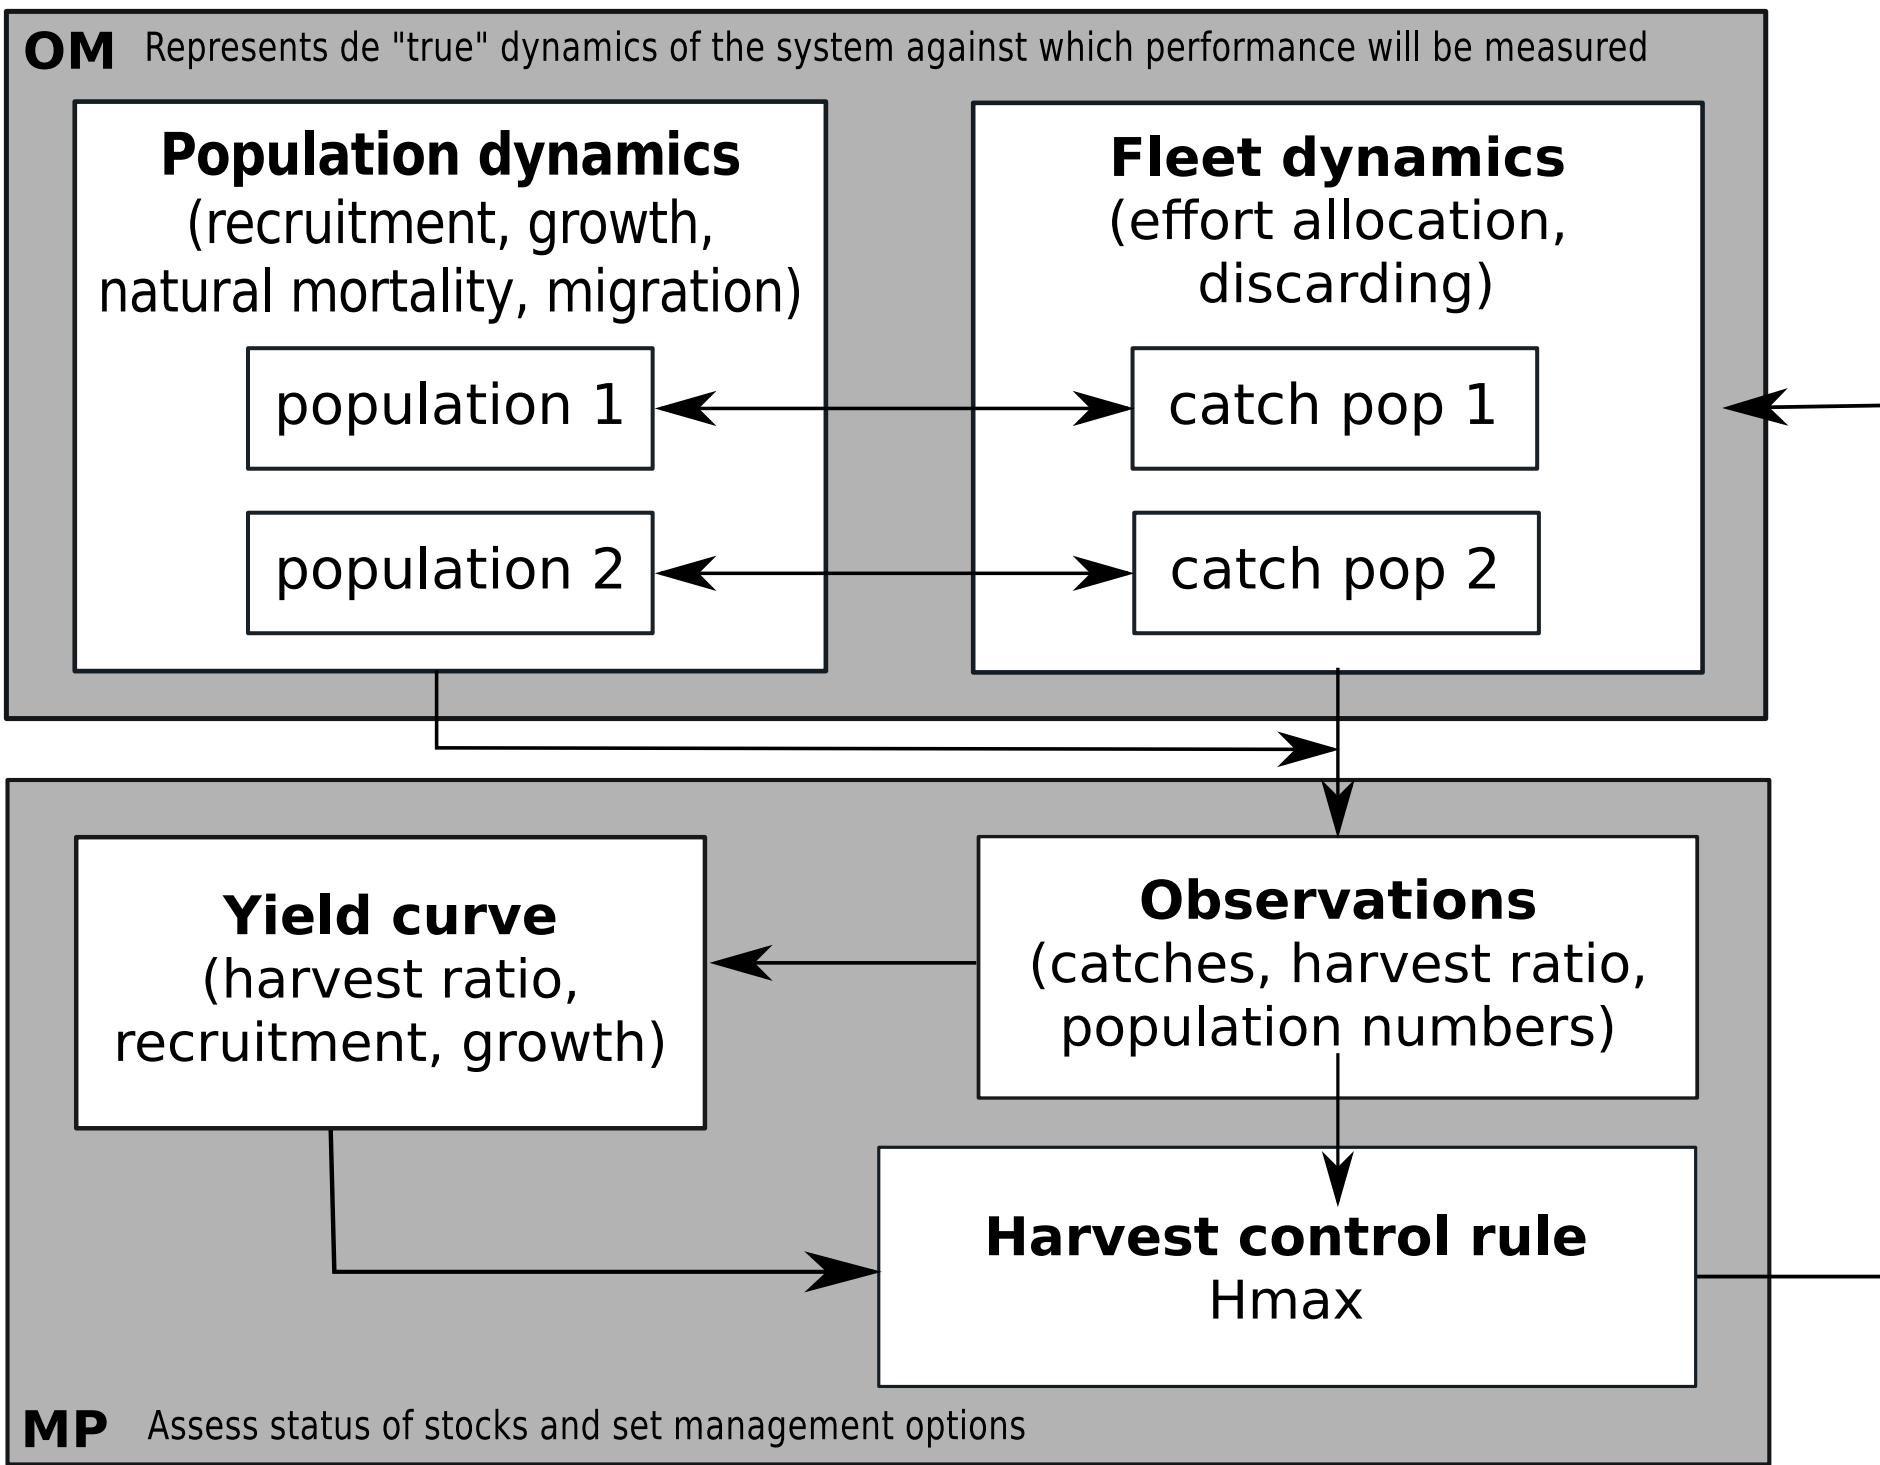 OM Represents de "true" dynamics of the system against which performance will be measured
Population dynamics
(recruitment, growth,
natural mortality, migration)
population 1
population 2
Fleet dynamics
(effort allocation,
discarding)
catch pop 1
catch pop 2
Yield curve
(harvest ratio,
recruitment, growth)
Observations
(catches, harvest ratio,
population numbers)
Harvest control rule
Hmax
MP Assess status of stocks and set management options